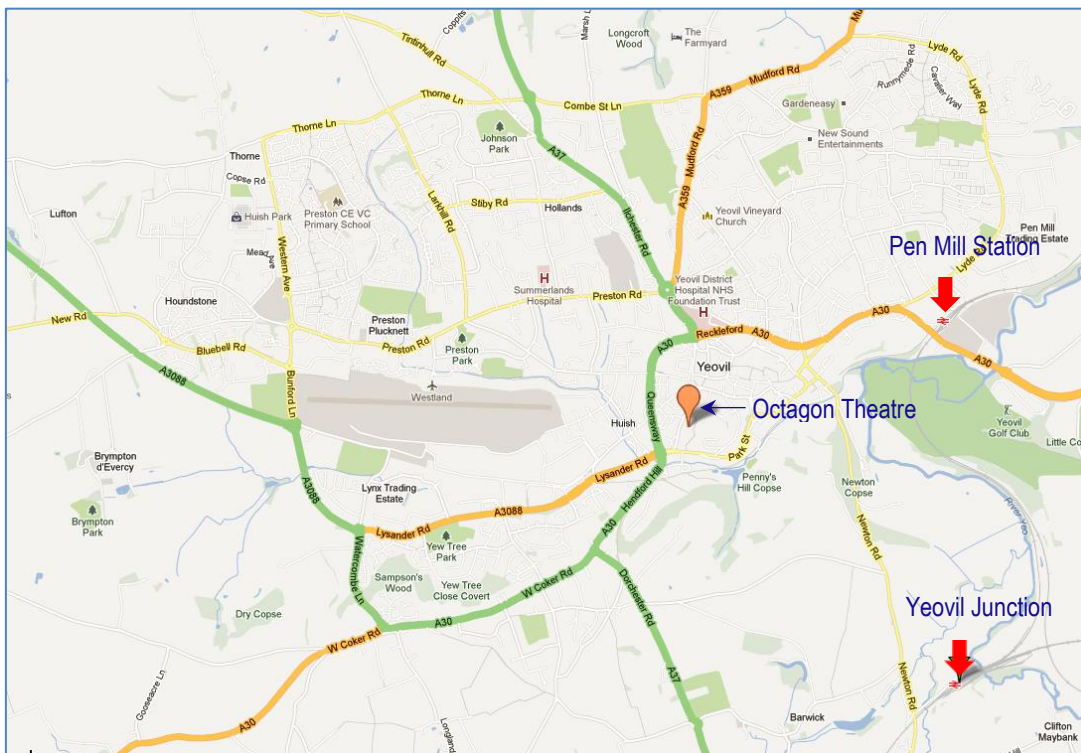 Coppits
Tintinhull Rd
Marsh L
Longcroft
Wood
The
Farmyard
Mudford Rd
A359
Lyde Rd
Runnymede Rd
Cavalier Way
Lyde Rd
Thorne Ln
Combe St Ln
Gardeneasy
Thorne Ln
Johnson
Park
A37
New Sound
Entertainments
Thorne
Copse Rd
Mudford Rd
A359
Lufton
Huish Park
Preston CE VC
Primary School
Larkhill Rd
Stiby Rd
Hollands
Ilchester Rd
Yeovil Vineyard
Church
Pen Mill
Trading Estate
Mead Ave
Western Ave
Pen Mill Station
Lyde Rd
H
Summerlands
Hospital
Yeovil District
Hospital NHS
Foundation Trust
H
Houndstone
Preston Rd
New Rd
Preston
Plucknett
Reckleford
A30
A30
Bluebell Rd
Preston Rd
Preston
Park
A30
Yeovil
A30
A3088
Bunford Ln
Westland
Queensway
Octagon Theatre
Huish
Yeovil
Golf Club
Little Co
Brympton
d'Evercy
Park St
Lysander Rd
Hendford Hill
Penny's
Hill Copse
Newton
Copse
A3088
Lynx Trading
Estate
Brympton
Park
Lysander Rd
A3088
A30
River Yeo
Yew Tree
Park
Newton Rd
Watercombe Ln
Sampson's
Wood
Yew Tree
Close Covert
W Coker Rd
Dorchester Rd
Dry Copse
A30
Yeovil Junction
W Coker Rd
Gooseacre Ln
A37
Newton Rd
A30
Longland
Barwick
Clifton
Maybank